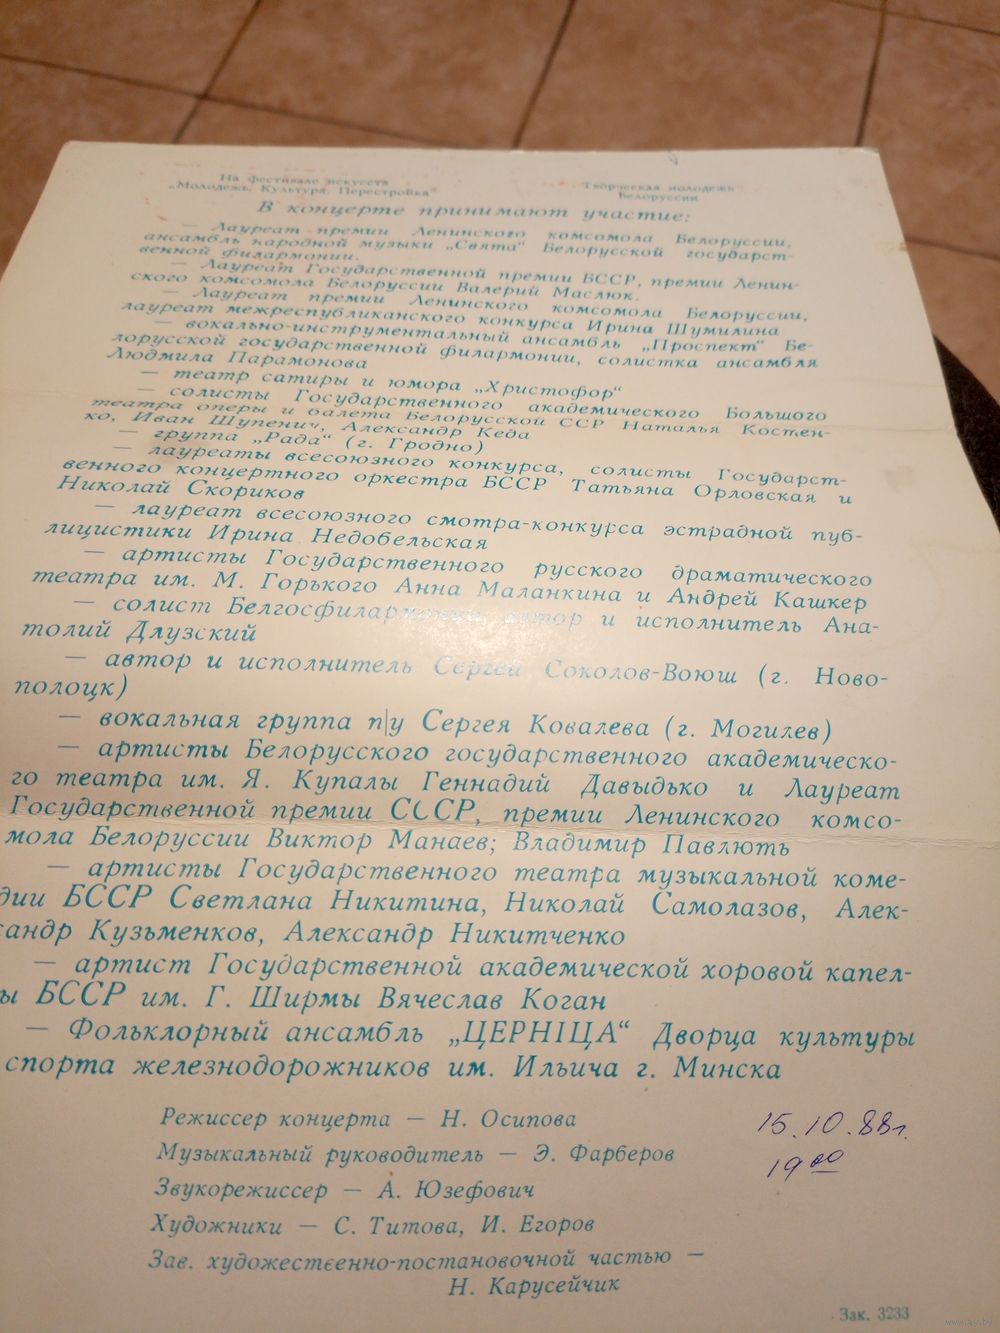 На фестивале искусств
„Молодежь. Культура. Перестройка“
Творческая молодежь
Белоруссии
В концерте принимают участие:
— Лауреат премии Ленинского комсомола Белоруссии,
ансамбль народной музыки „Свята“ Белорусской государст-
венной филармонии.
— Лауреат Государственной премии БССР, премии Ленин-
ского комсомола Белоруссии Валерий Маслюк.
— Лауреат премии Ленинского комсомола Белоруссии,
лауреат межреспубликанского конкурса Ирина Шумилина
— вокально-инструментальный ансамбль „Проспект“ Бе-
лорусской государственной филармонии, солистка ансамбля
Людмила Парамонова
— театр сатиры и юмора „Христофор“
— солисты Государственного академического Большого
театра оперы и балета Белорусской ССР Наталья Костен-
ко, Иван Шупенич, Александр Кеда
— группа „Рада“ (г. Гродно)
— лауреаты всесоюзного конкурса, солисты Государст-
венного концертного оркестра БССР Татьяна Орловская и
Николай Скориков
— лауреат всесоюзного смотра-конкурса эстрадной пуб-
лицистики Ирина Недобельская
— артисты Государственного русского драматического
театра им. М. Горького Анна Маланкина и Андрей Кашкер
— солист Белгосфилармонии, автор и исполнитель Ана-
толий Длузский
— автор и исполнитель Сергей Соколов-Воюш (г. Ново-
полоцк)
— вокальная группа п|у Сергея Ковалева (г. Могилев)
— артисты Белорусского государственного академическо-
го театра им. Я. Купалы Геннадий Давыдько и Лауреат
Государственной премии СССР, премии Ленинского комсо-
мола Белоруссии Виктор Манаев; Владимир Павлють
— артисты Государственного театра музыкальной коме-
дии БССР Светлана Никитина, Николай Самолазов, Алек-
сандр Кузьменков, Александр Никитченко
— артист Государственной академической хоровой капел-
ы БССР им. Г. Ширмы Вячеслав Коган
— Фольклорный ансамбль „ЦЕРНІЦА“ Дворца культуры
спорта железнодорожников им. Ильича г. Минска
Режиссер концерта — Н. Осипова
Музыкальный руководитель — Э. Фарберов
Звукорежиссер — А. Юзефович
Художники — С. Титова, И. Егоров
Зав. художественно-постановочной частью —
Н. Карусейчик
15.10.88г.
19 00
Зак. 3233
www.ay.by